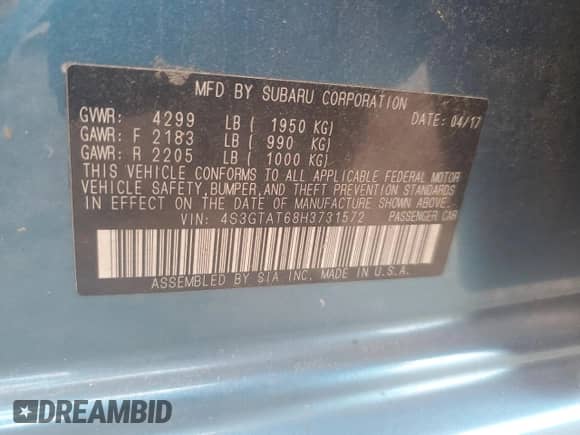 MFD BY SUBARU CORPORATION
GVWR: 4299 LB ( 1950 KG) DATE: 04/17
GAWR: F 2183 LB ( 990 KG)
GAWR: R 2205 LB ( 1000 KG)
THIS VEHICLE CONFORMS TO ALL APPLICABLE FEDERAL MOTOR
VEHICLE SAFETY, BUMPER, AND THEFT PREVENTION STANDARDS
IN EFFECT ON THE DATE OF MANUFACTURE SHOWN ABOVE.
VIN: 4S3GTAT68H3731572 PASSENGER CAR
ASSEMBLED BY SIA INC. MADE IN U.S.A.
DREAMBID